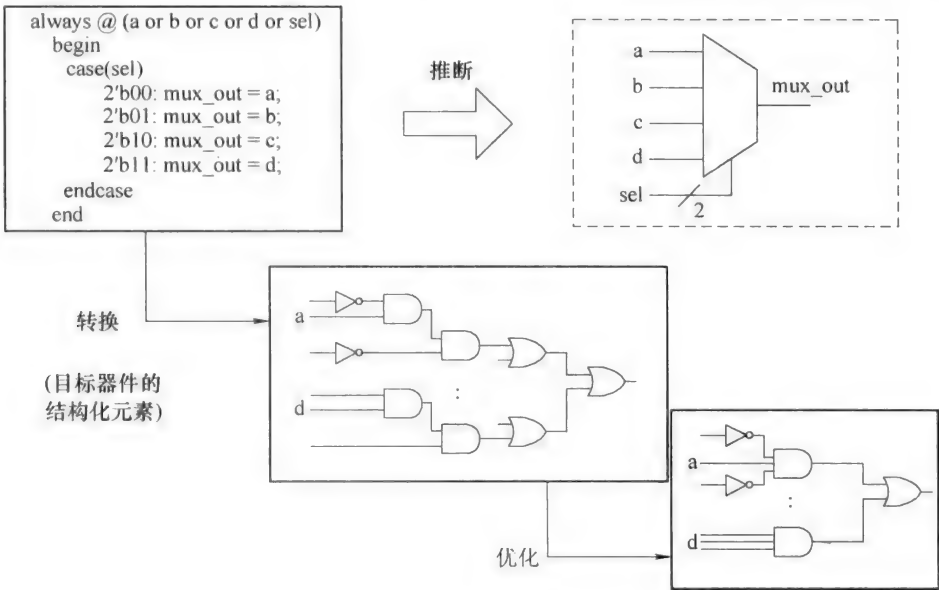 always @ (a or b or c or d or sel)
begin
case(sel)
2'b00: mux_out = a;
2'b01: mux_out = b;
2'b10: mux_out = c;
2'b11: mux_out = d;
endcase
end
推断
a
b
c
d
sel
2
mux_out
转换
(目标器件的
结构化元素)
a
d
优化
a
d